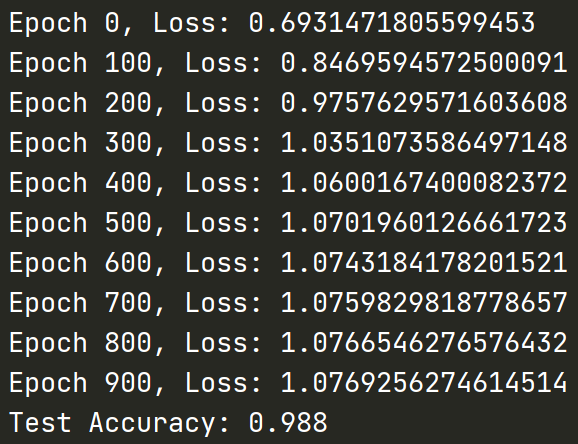 Epoch 0, Loss: 0.6931471805599453
Epoch 100, Loss: 0.8469594572500091
Epoch 200, Loss: 0.9757629571603608
Epoch 300, Loss: 1.0351073586497148
Epoch 400, Loss: 1.0600167400082372
Epoch 500, Loss: 1.0701960126661723
Epoch 600, Loss: 1.0743184178201521
Epoch 700, Loss: 1.0759829818778657
Epoch 800, Loss: 1.0766546276576432
Epoch 900, Loss: 1.0769256274614514
Test Accuracy: 0.988